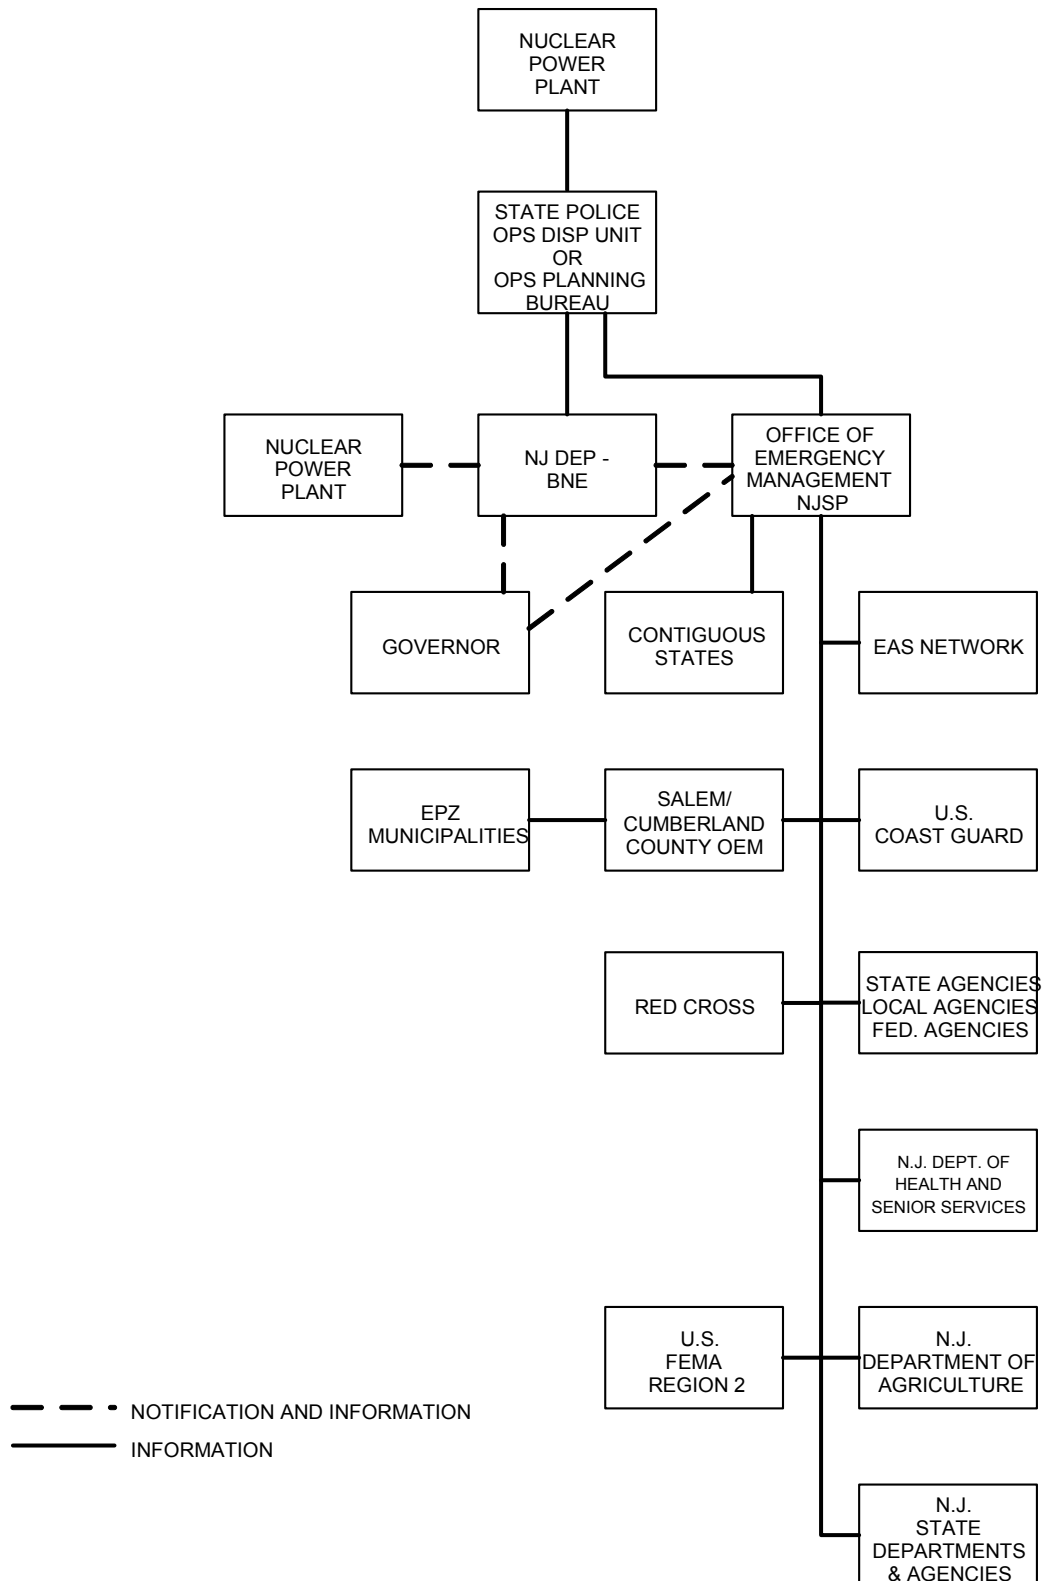 NUCLEAR
POWER
PLANT
STATE POLICE
OPS DISP UNIT
OR
OPS PLANNING
BUREAU
NUCLEAR
POWER
PLANT
NJ DEP -
BNE
OFFICE OF
EMERGENCY
MANAGEMENT
NJSP
GOVERNOR
CONTIGUOUS
STATES
EAS NETWORK
EPZ
MUNICIPALITIES
SALEM/
CUMBERLAND
COUNTY OEM
U.S.
COAST GUARD
RED CROSS
STATE AGENCIES
LOCAL AGENCIES
FED. AGENCIES
N.J. DEPT. OF
HEALTH AND
SENIOR SERVICES
U.S.
FEMA
REGION 2
N.J.
DEPARTMENT OF
AGRICULTURE
NOTIFICATION AND INFORMATION
INFORMATION
N.J.
STATE
DEPARTMENTS
& AGENCIES